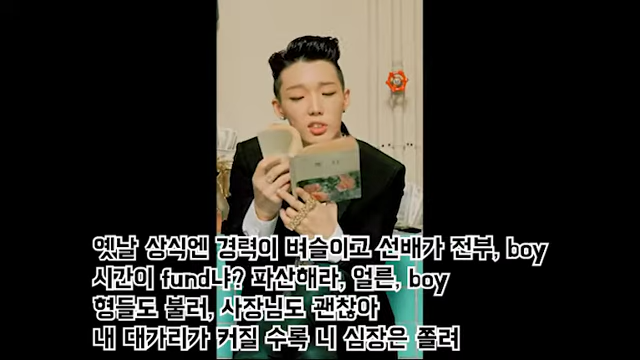 옛날 상식엔 경력이 벼슬이고 선배가 전부, boy
시간이 fund냐? 파산해라, 얼른, boy
형들도 불러, 사장님도 괜찮아
내 대가리가 커질 수록 니 심장은 쫄려